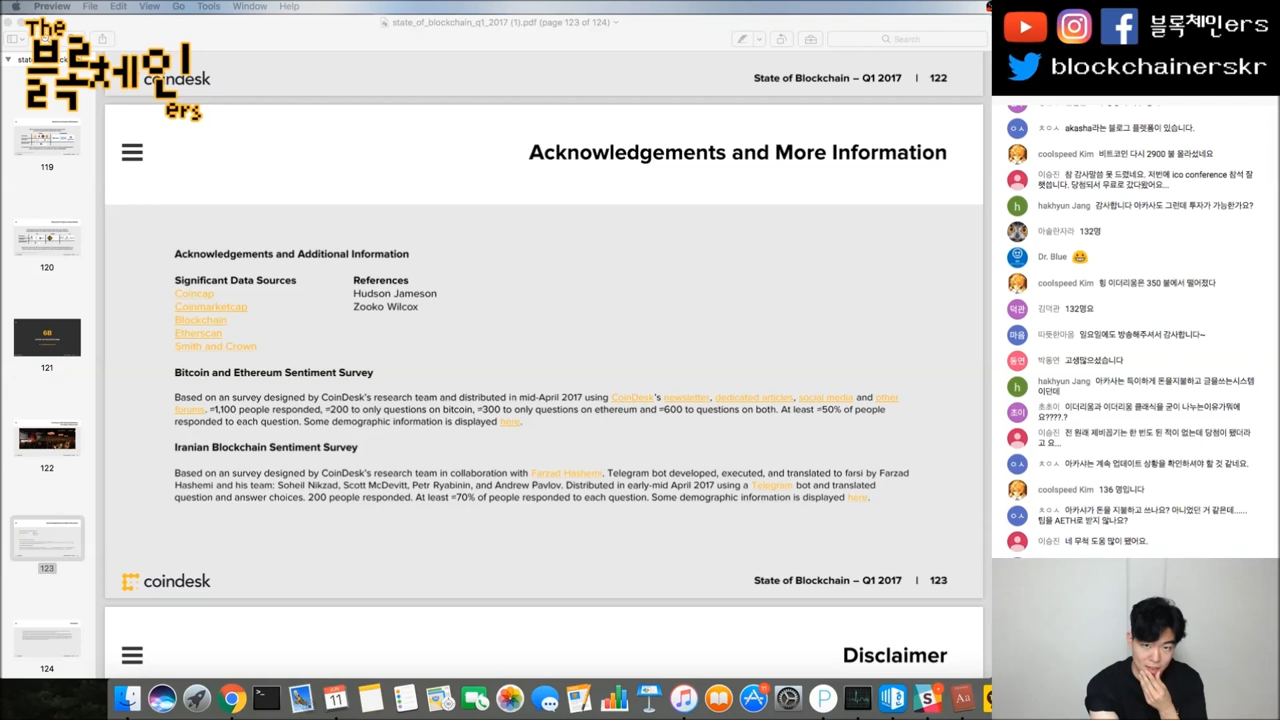 Preview File Edit View Go Tools Window Help
state_of_blockchain_q1_2017 (1).pdf (page 123 of 124)
Search
The
블록체인
ers
119
120
121
122
123
124
coindesk
State of Blockchain – Q1 2017 | 122
Acknowledgements and More Information
Acknowledgements and Additional Information
Significant Data Sources References
Coincap Hudson Jameson
Coinmarketcap Zooko Wilcox
Blockchain
Etherscan
Smith and Crown
Bitcoin and Ethereum Sentiment Survey
Based on an survey designed by CoinDesk's research team and distributed in mid-April 2017 using CoinDesk's newsletter, dedicated articles, social media and other
forums. ≈1,100 people responded, ≈200 to only questions on bitcoin, ≈300 to only questions on ethereum and ≈600 to questions on both. At least ≈50% of people
responded to each question. Some demographic information is displayed here.
Iranian Blockchain Sentiment Survey
Based on an survey designed by CoinDesk's research team in collaboration with Farzad Hashemi. Telegram bot developed, executed, and translated to farsi by Farzad
Hashemi and his team: Soheil Nikzad, Scott McDevitt, Petr Ryabinin, and Andrew Pavlov. Distributed in early-mid April 2017 using a Telegram bot and translated
question and answer choices. 200 people responded. At least ≈70% of people responded to each question. Some demographic information is displayed here.
coindesk
State of Blockchain – Q1 2017 | 123
Disclaimer
블록체인ers
blockchainerskr
ㅊㅇㅅ akasha라는 블로그 플랫폼이 있습니다.
coolspeed Kim 비트코인 다시 2900 불 올라섰네요
이승진 참 감사말씀 못 드렸네요. 저번에 ico conference 참석 잘
했습니다. 당첨되서 무료로 갔다왔어요...
hakhyun Jang 감사합니다 아카샤도 그런데 투자가 가능한가요?
아슬란자라 132명
Dr. Blue
coolspeed Kim 힝 이더리움은 350 불에서 떨어졌다
김덕관 132명요
따뜻한마음 일요일에도 방송해주셔서 감사합니다~
박동연 고생많으셨습니다
hakhyun Jang 아카샤는 특이하게 돈을지불하고 글을쓰는시스템
이던데
초초이 이더리움과 이더리움 클래식을 굳이 나누는이유가뭐에
요????.?
이승진 전 원래 제비뽑기는 한 번도 된 적이 없는데 당첨이 됐더라
고 요...
ㅊㅇㅅ 아카샤는 계속 업데이트 상황을 확인하셔야 할 것 같네요.
coolspeed Kim 136 명입니다
ㅊㅇㅅ 아카샤가 돈을 지불하고 쓰나요? 아니었던 거 같은데......
팁을 AETH로 받지 않나요?
이승진 네 무척 도움 많이 됐어요.